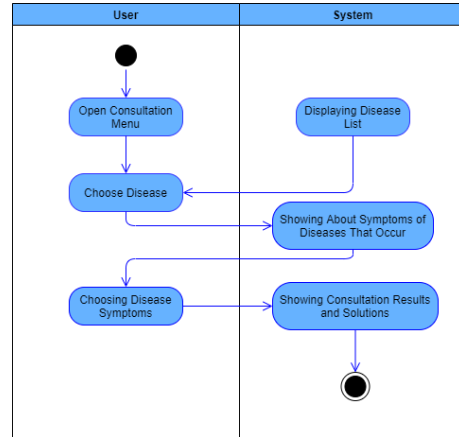 User
System
Open Consultation
Menu
Displaying Disease
List
Choose Disease
Showing About Symptoms of
Diseases That Occur
Choosing Disease
Symptoms
Showing Consultation Results
and Solutions